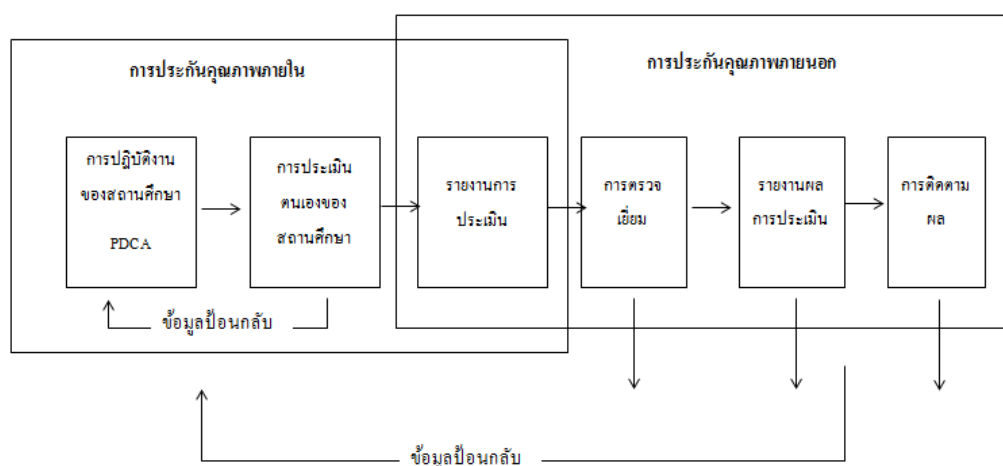 การประกันคุณภาพภายใน
การประกันคุณภาพภายนอก
การปฎิบัติงาน
ของสถานศึกษา
PDCA
การประเมิน
ตนเองของ
สถานศึกษา
รายงานการ
ประเมิน
การตรวจ
เยี่ยม
รายงานผล
การประเมิน
การติดตาม
ผล
ข้อมูลป้อนกลับ
ข้อมูลป้อนกลับ